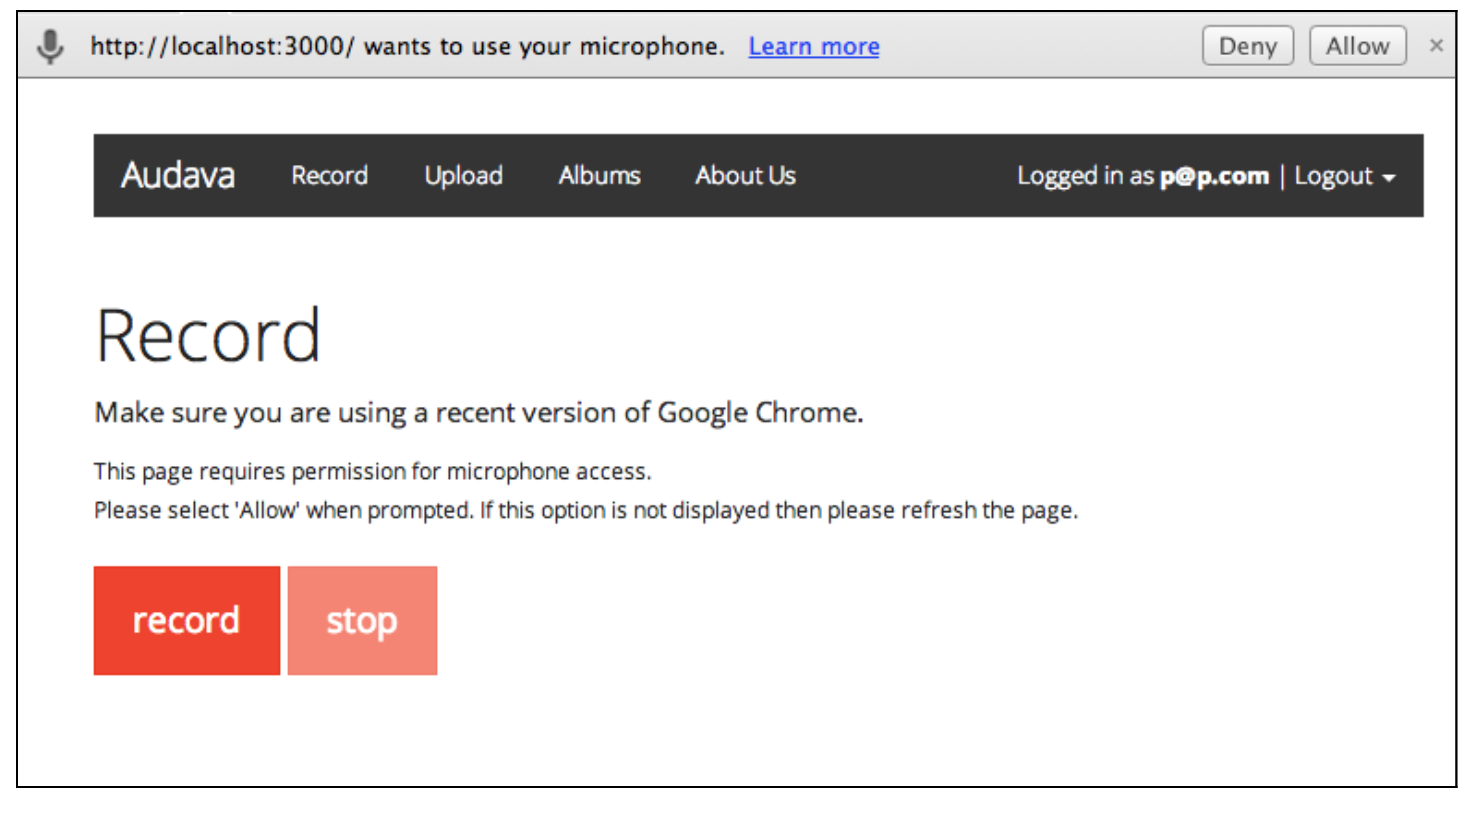 http://localhost:3000/ wants to use your microphone. Learn more Deny Allow ×
Audava Record Upload Albums About Us Logged in as p@p.com | Logout
Record
Make sure you are using a recent version of Google Chrome.
This page requires permission for microphone access.
Please select 'Allow' when prompted. If this option is not displayed then please refresh the page.
record stop